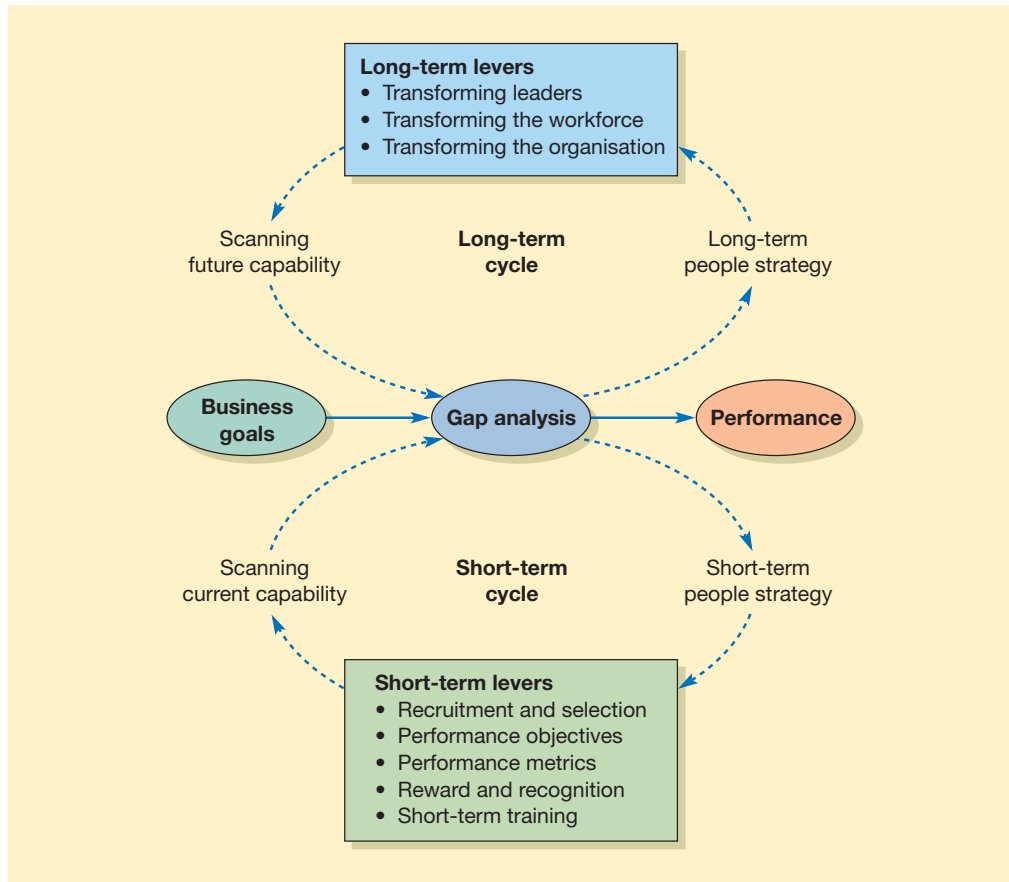 Long-term levers
• Transforming leaders
• Transforming the workforce
• Transforming the organisation
Scanning
future capability
Long-term
cycle
Long-term
people strategy
Business
goals
Gap analysis
Performance
Scanning
current capability
Short-term
cycle
Short-term
people strategy
Short-term levers
• Recruitment and selection
• Performance objectives
• Performance metrics
• Reward and recognition
• Short-term training